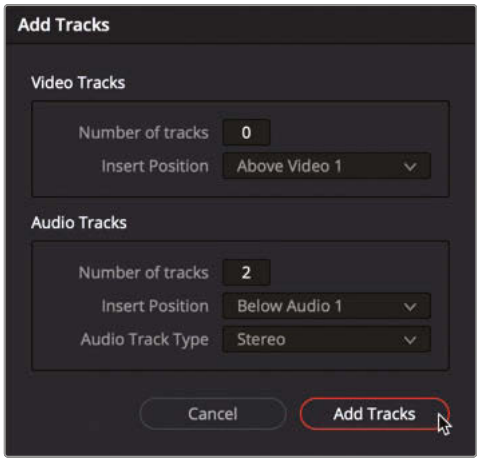 Add Tracks
Video Tracks
Number of tracks 0
Insert Position Above Video 1
Audio Tracks
Number of tracks 2
Insert Position Below Audio 1
Audio Track Type Stereo
Cancel Add Tracks